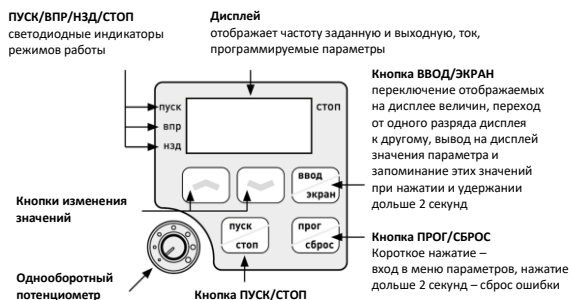 ПУСК/ВПР/НЗД/СТОП
светодиодные индикаторы
режимов работы
Дисплей
отображает частоту заданную и выходную, ток,
программируемые параметры
Кнопка ВВОД/ЭКРАН
переключение отображаемых
на дисплее величин, переход
от одного разряда дисплея
к другому, вывод на дисплей
значения параметра и
запоминание этих значений
при нажатии и удержании
дольше 2 секунд
пуск
впр
нзд
стоп
ввод
экран
Кнопки изменения
значений
пуск
стоп
прог
сброс
Кнопка ПРОГ/СБРОС
Короткое нажатие –
вход в меню параметров, нажатие
дольше 2 секунд – сброс ошибки
Однооборотный
потенциометр
Кнопка ПУСК/СТОП